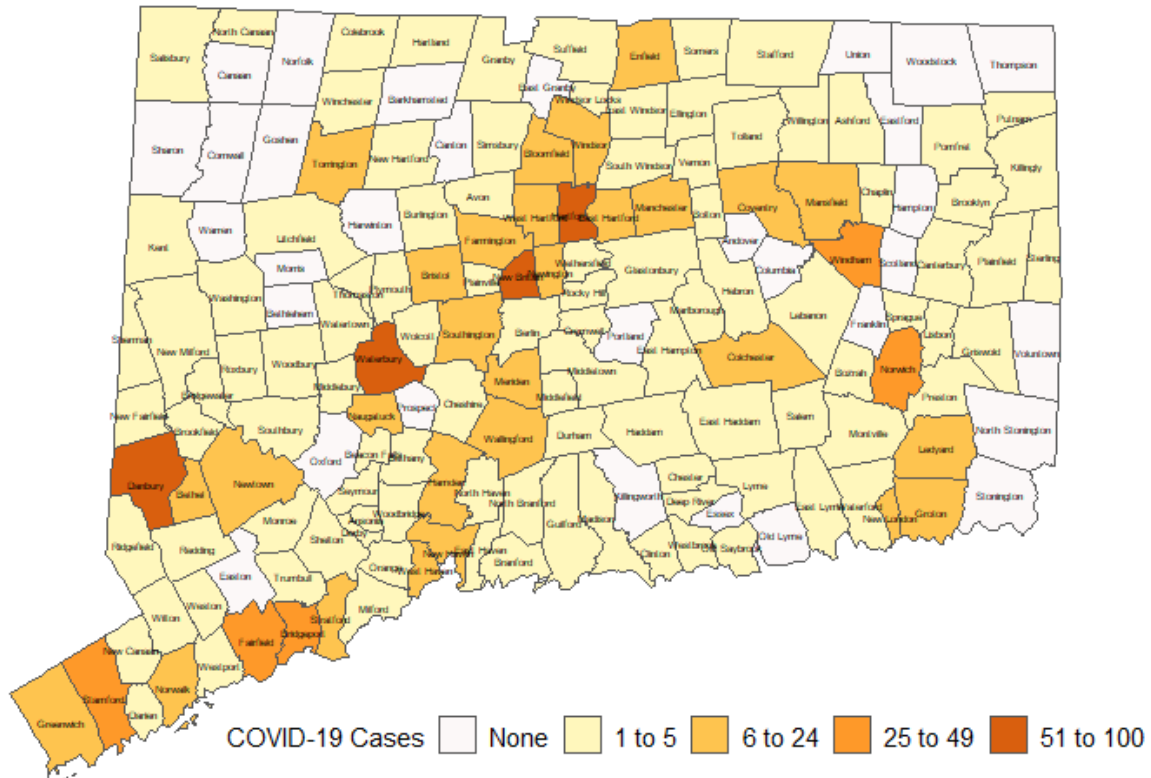 North Canaan
Colebrook
Hartland
Salisbury
Canaan
Norfolk
Granby
Suffield
Enfield
Somers
Stafford
Union
Woodstock
Thompson
Winchester
Barkhamsted
East Granby
Windsor Locks
East Windsor
Ellington
Willington
Ashford
Eastford
Putnam
Sharon
Cornwall
Goshen
Torrington
New Hartford
Canton
Simsbury
Bloomfield
Windsor
South Windsor
Vernon
Tolland
Pomfret
Killingly
Kent
Warren
Litchfield
Harwinton
Burlington
Avon
West Hartford
East Hartford
Manchester
Bolton
Coventry
Mansfield
Chaplin
Hampton
Brooklyn
Farmington
Andover
Windham
Scotland
Canterbury
Plainfield
Sterling
Morris
Bristol
Plainville
New Britain
Newington
Wethersfield
Rocky Hill
Glastonbury
Hebron
Columbia
Washington
Bethlehem
Thomaston
Plymouth
Watertown
Wolcott
Southington
Berlin
Cromwell
Portland
Marlborough
Lebanon
Franklin
Sprague
Lisbon
Griswold
Voluntown
Sherman
New Milford
Roxbury
Woodbury
Waterbury
East Hampton
Colchester
Bozrah
Norwich
Preston
Bridgewater
Middlebury
Naugatuck
Prospect
Cheshire
Meriden
Middletown
Middlefield
New Fairfield
Brookfield
Southbury
Oxford
Beacon Falls
Bethany
Wallingford
Durham
Haddam
East Haddam
Salem
Montville
Ledyard
North Stonington
Danbury
Bethel
Newtown
Seymour
Woodbridge
Hamden
North Haven
North Branford
Killingworth
Chester
Deep River
Essex
Lyme
East Lyme
Waterford
New London
Groton
Stonington
Monroe
Ansonia
Derby
Shelton
Guilford
Madison
Clinton
Westbrook
Old Saybrook
Old Lyme
Ridgefield
Redding
Easton
Trumbull
Orange
West Haven
New Haven
East Haven
Branford
Wilton
Weston
Fairfield
Bridgeport
Stratford
Milford
New Canaan
Westport
Greenwich
Stamford
Darien
Norwalk
COVID-19 Cases None 1 to 5 6 to 24 25 to 49 51 to 100